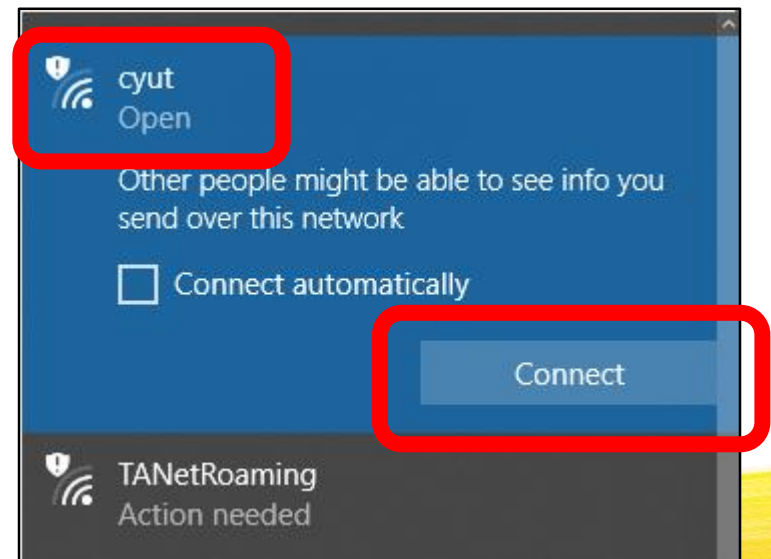 cyut
Open
Other people might be able to see info you
send over this network
Connect automatically
Connect
TANetRoaming
Action needed